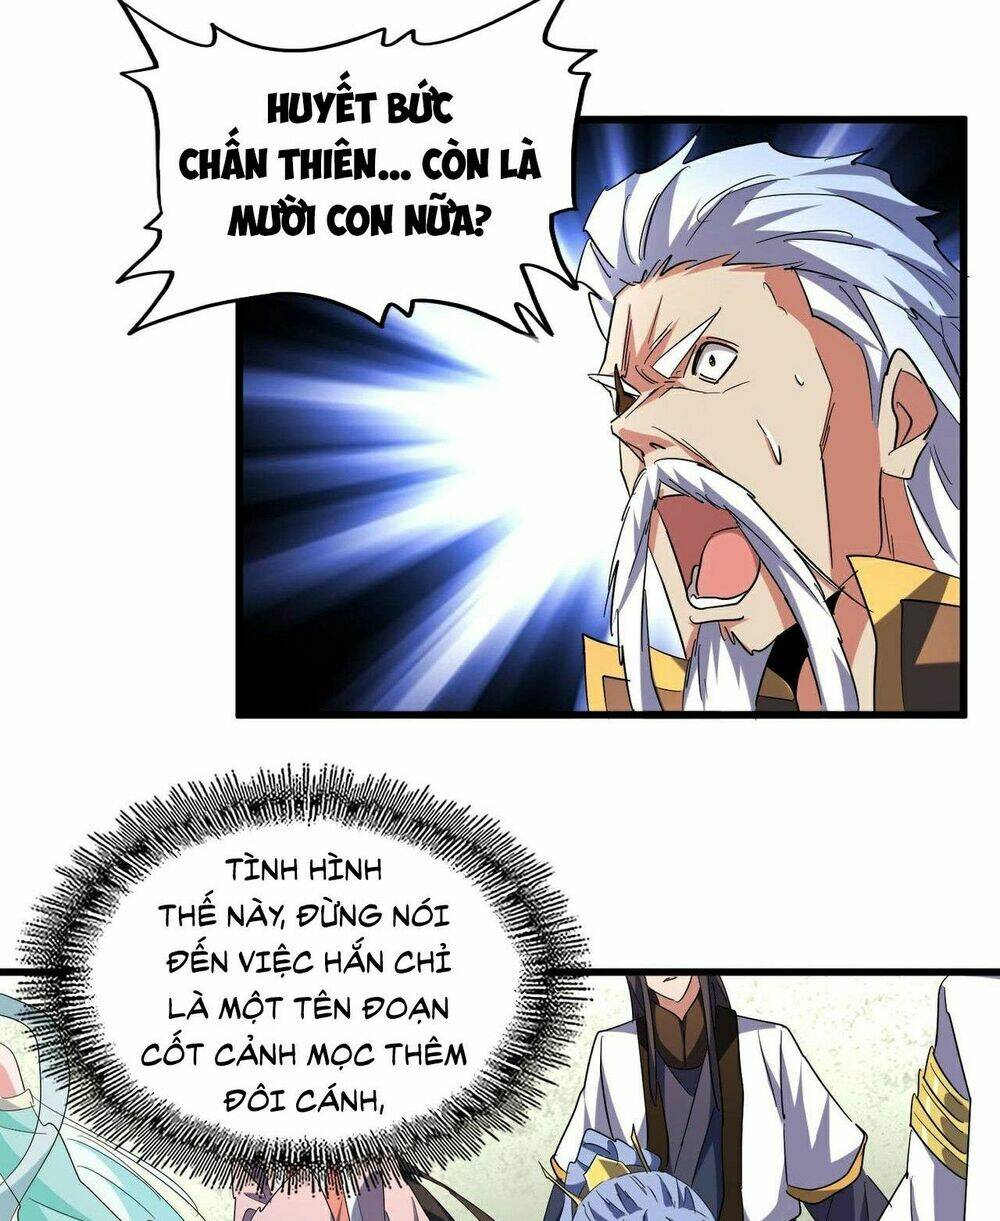 HUYẾT BỨC
CHẤN THIÊN... CÒN LÀ
MƯỜI CON NỮA?
TÌNH HÌNH
THẾ NÀY, ĐỪNG NÓI
ĐẾN VIỆC HẮN CHỈ
LÀ MỘT TÊN ĐOẠN
CỐT CẢNH MỌC THÊM
ĐÔI CÁNH,